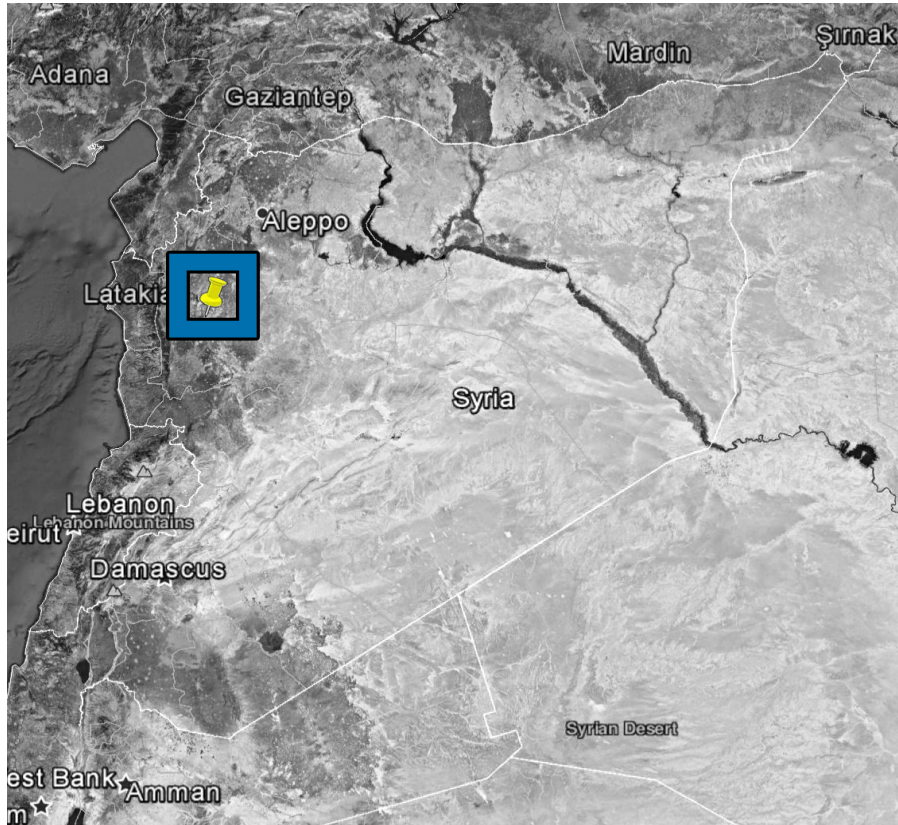 Şırnak
Mardin
Adana
Gaziantep
Aleppo
Latakia
Syria
Lebanon
Lebanon Mountains
eirut
Damascus
Syrian Desert
est Bank
Amman
m